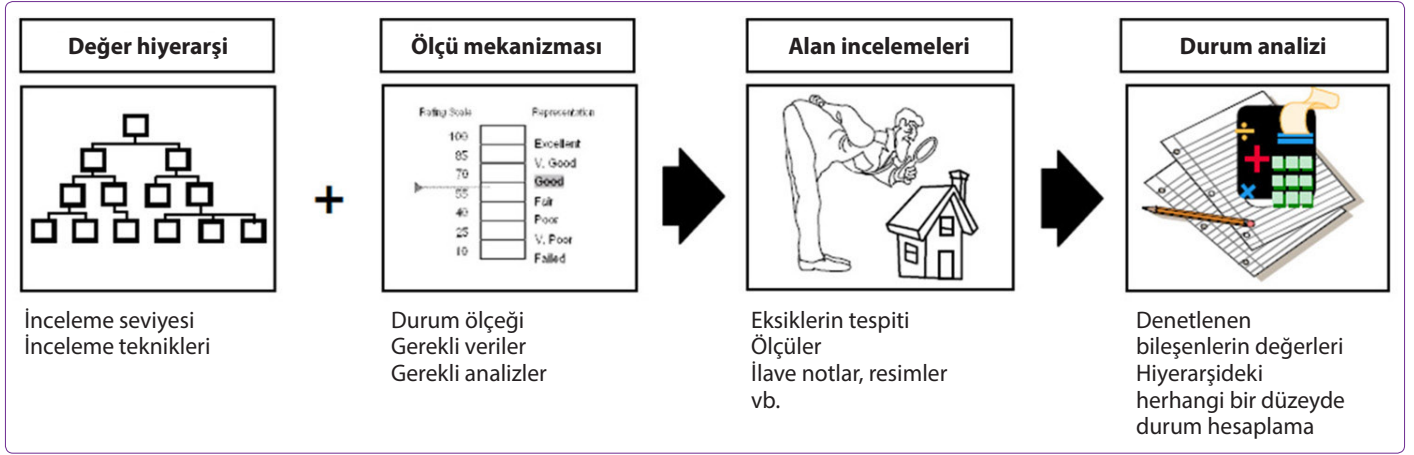 Değer hiyerarşi
Ölçü mekanizması
Alan incelemeleri
Durum analizi
Rating Scale
Representation
100
85
70
55
40
25
10
Excellent
V. Good
Good
Fair
Poor
V. Poor
Failed
+
İnceleme seviyesi
İnceleme teknikleri
Durum ölçeği
Gerekli veriler
Gerekli analizler
Eksiklerin tespiti
Ölçüler
İlave notlar, resimler
vb.
Denetlenen
bileşenlerin değerleri
Hiyerarşideki
herhangi bir düzeyde
durum hesaplama